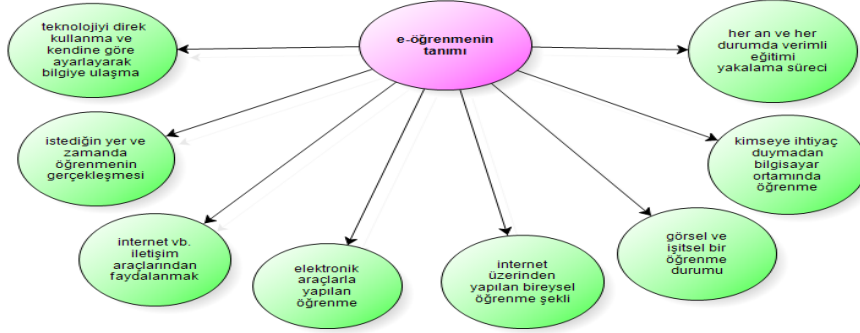 e-öğrenmenin
tanımı
teknolojiyi direk
kullanma ve
kendine göre
ayarlayarak
bilgiye ulaşma
istediğin yer ve
zamanda
öğrenmenin
gerçekleşmesi
internet vb.
iletişim
araçlarından
faydalanmak
elektronik
araçlarla
yapılan
öğrenme
internet
üzerinden
yapılan bireysel
öğrenme şekli
görsel ve
işitsel bir
öğrenme
durumu
kimseye ihtiyaç
duymadan
bilgisayar
ortamında
öğrenme
her an ve her
durumda verimli
eğitimi
yakalama süreci